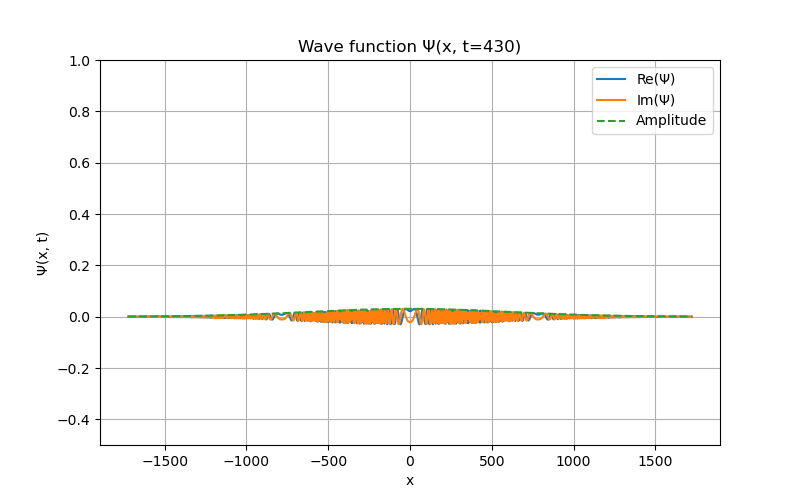 Wave function Ψ(x, t=430)
Re(Ψ)
Im(Ψ)
Amplitude
Ψ(x, t)
1.0
0.8
0.6
0.4
0.2
0.0
−0.2
−0.4
−1500 −1000 −500 0 500 1000 1500
x